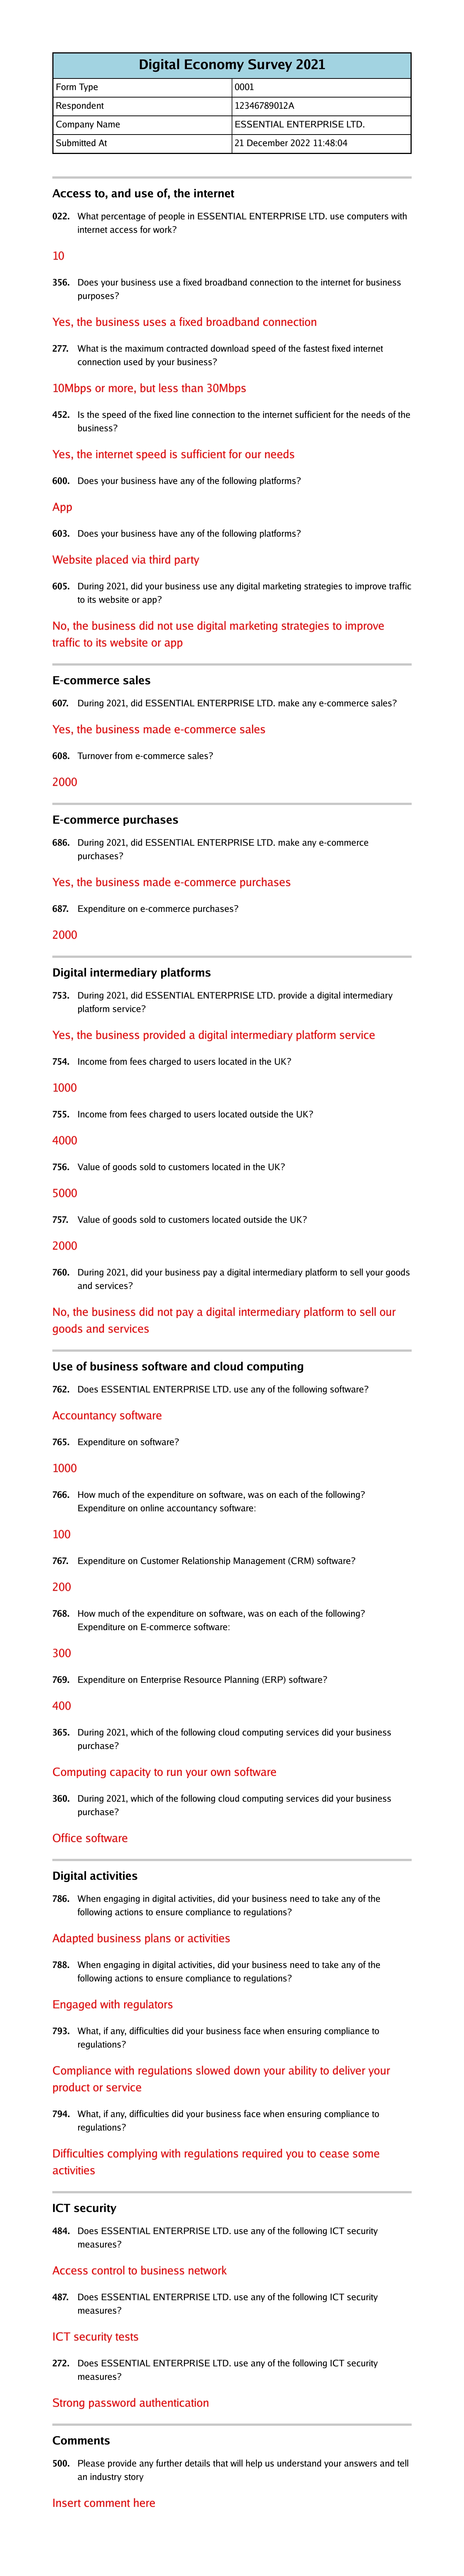 Digital Economy Survey 2021
Form Type 0001
Respondent 12346789012A
Company Name ESSENTIAL ENTERPRISE LTD.
Submitted At 21 December 2022 11:48:04
Access to, and use of, the internet
022. What percentage of people in ESSENTIAL ENTERPRISE LTD. use computers with
internet access for work?
10
356. Does your business use a fixed broadband connection to the internet for business
purposes?
Yes, the business uses a fixed broadband connection
277. What is the maximum contracted download speed of the fastest fixed internet
connection used by your business?
10Mbps or more, but less than 30Mbps
452. Is the speed of the fixed line connection to the internet sufficient for the needs of the
business?
Yes, the internet speed is sufficient for our needs
600. Does your business have any of the following platforms?
App
603. Does your business have any of the following platforms?
Website placed via third party
605. During 2021, did your business use any digital marketing strategies to improve traffic
to its website or app?
No, the business did not use digital marketing strategies to improve
traffic to its website or app
E-commerce sales
607. During 2021, did ESSENTIAL ENTERPRISE LTD. make any e-commerce sales?
Yes, the business made e-commerce sales
608. Turnover from e-commerce sales?
2000
E-commerce purchases
686. During 2021, did ESSENTIAL ENTERPRISE LTD. make any e-commerce
purchases?
Yes, the business made e-commerce purchases
687. Expenditure on e-commerce purchases?
2000
Digital intermediary platforms
753. During 2021, did ESSENTIAL ENTERPRISE LTD. provide a digital intermediary
platform service?
Yes, the business provided a digital intermediary platform service
754. Income from fees charged to users located in the UK?
1000
755. Income from fees charged to users located outside the UK?
4000
756. Value of goods sold to customers located in the UK?
5000
757. Value of goods sold to customers located outside the UK?
2000
760. During 2021, did your business pay a digital intermediary platform to sell your goods
and services?
No, the business did not pay a digital intermediary platform to sell our
goods and services
Use of business software and cloud computing
762. Does ESSENTIAL ENTERPRISE LTD. use any of the following software?
Accountancy software
765. Expenditure on software?
1000
766. How much of the expenditure on software, was on each of the following?
Expenditure on online accountancy software:
100
767. Expenditure on Customer Relationship Management (CRM) software?
200
768. How much of the expenditure on software, was on each of the following?
Expenditure on E-commerce software:
300
769. Expenditure on Enterprise Resource Planning (ERP) software?
400
365. During 2021, which of the following cloud computing services did your business
purchase?
Computing capacity to run your own software
360. During 2021, which of the following cloud computing services did your business
purchase?
Office software
Digital activities
786. When engaging in digital activities, did your business need to take any of the
following actions to ensure compliance to regulations?
Adapted business plans or activities
788. When engaging in digital activities, did your business need to take any of the
following actions to ensure compliance to regulations?
Engaged with regulators
793. What, if any, difficulties did your business face when ensuring compliance to
regulations?
Compliance with regulations slowed down your ability to deliver your
product or service
794. What, if any, difficulties did your business face when ensuring compliance to
regulations?
Difficulties complying with regulations required you to cease some
activities
ICT security
484. Does ESSENTIAL ENTERPRISE LTD. use any of the following ICT security
measures?
Access control to business network
487. Does ESSENTIAL ENTERPRISE LTD. use any of the following ICT security
measures?
ICT security tests
272. Does ESSENTIAL ENTERPRISE LTD. use any of the following ICT security
measures?
Strong password authentication
Comments
500. Please provide any further details that will help us understand your answers and tell
an industry story
Insert comment here